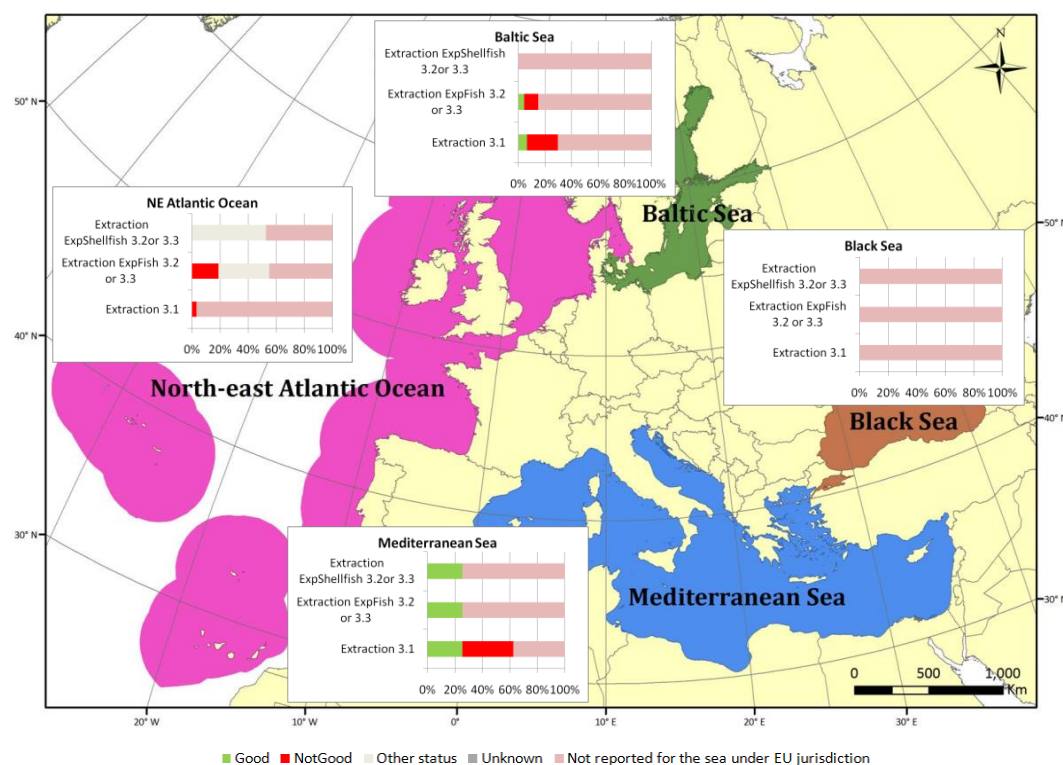 Baltic Sea
Extraction ExpShellfish
3.2or 3.3
Extraction ExpFish 3.2
or 3.3
Extraction 3.1
0% 20% 40% 60% 80%100%
N
50° N
NE Atlantic Ocean
Extraction
ExpShellfish 3.2or 3.3
Extraction ExpFish 3.2
or 3.3
Extraction 3.1
0% 20% 40% 60% 80%100%
Baltic Sea
50° N
Black Sea
Extraction
ExpShellfish 3.2or 3.3
Extraction ExpFish
3.2 or 3.3
Extraction 3.1
0% 20% 40% 60% 80%100%
40° N
North-east Atlantic Ocean
Black Sea
40° N
30° N
Mediterranean Sea
Extraction
ExpShellfish 3.2or 3.3
Extraction ExpFish 3.2
or 3.3
Extraction 3.1
0% 20% 40% 60% 80%100%
Mediterranean Sea
30° N
0 500 1,000
Km
20° W 10° W 0° 10° E 20° E 30° E
Good NotGood Other status Unknown Not reported for the sea under EU jurisdiction